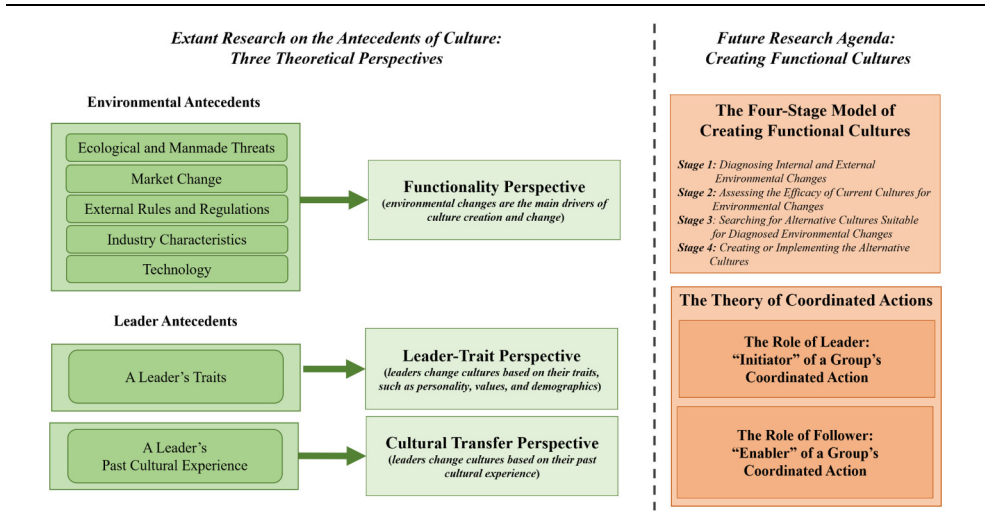 Extant Research on the Antecedents of Culture:
Three Theoretical Perspectives
Environmental Antecedents
Ecological and Manmade Threats
Market Change
External Rules and Regulations
Industry Characteristics
Technology
Functionality Perspective
(environmental changes are the main drivers of
culture creation and change)
Leader Antecedents
A Leader's Traits
Leader-Trait Perspective
(leaders change cultures based on their traits,
such as personality, values, and demographics)
A Leader's
Past Cultural Experience
Cultural Transfer Perspective
(leaders change cultures based on their past
cultural experience)
Future Research Agenda:
Creating Functional Cultures
The Four-Stage Model of
Creating Functional Cultures
Stage 1: Diagnosing Internal and External
Environmental Changes
Stage 2: Assessing the Efficacy of Current Cultures for
Environmental Changes
Stage 3: Searching for Alternative Cultures Suitable
for Diagnosed Environmental Changes
Stage 4: Creating or Implementing the Alternative
Cultures
The Theory of Coordinated Actions
The Role of Leader:
“Initiator” of a Group's
Coordinated Action
The Role of Follower:
“Enabler” of a Group's
Coordinated Action